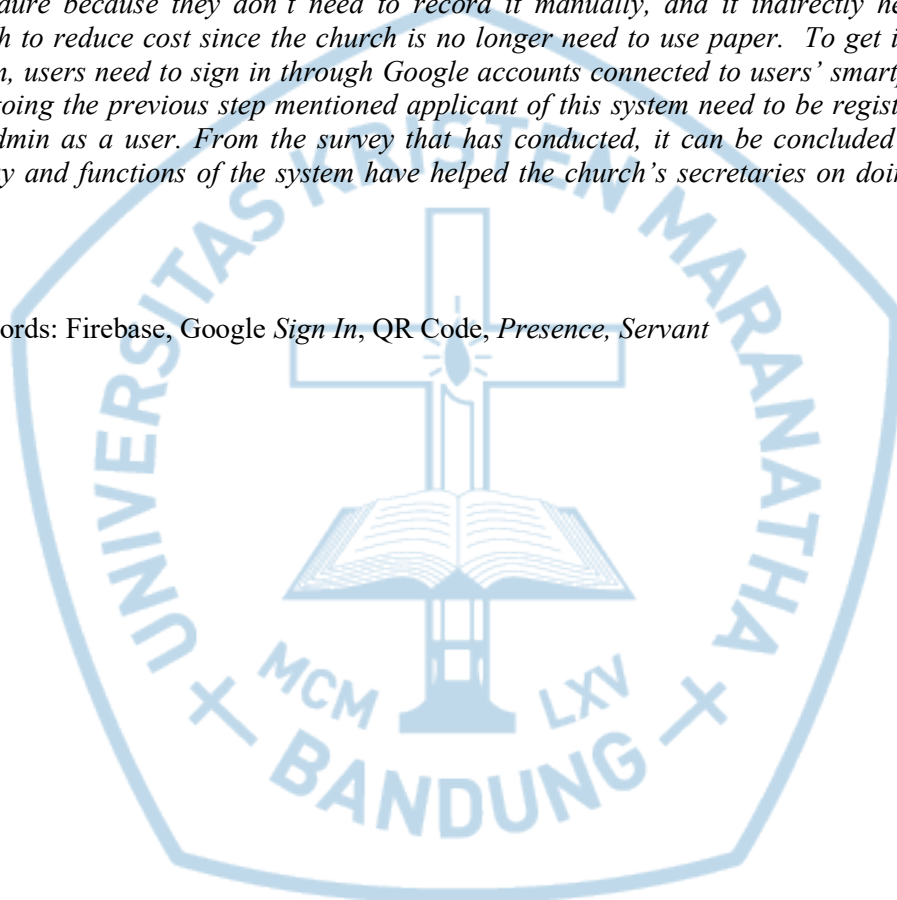 dure because they don't need to record it manually, and it indirectly he
h to reduce cost since the church is no longer need to use paper. To get i
n, users need to sign in through Google accounts connected to users' smart
going the previous step mentioned applicant of this system need to be regist
dmin as a user. From the survey that has conducted, it can be concluded
y and functions of the system have helped the church's secretaries on doin
ords: Firebase, Google Sign In, QR Code, Presence, Servant
UNIVERSITAS KRISTEN MARANATHA
MCM LXV
BANDUNG